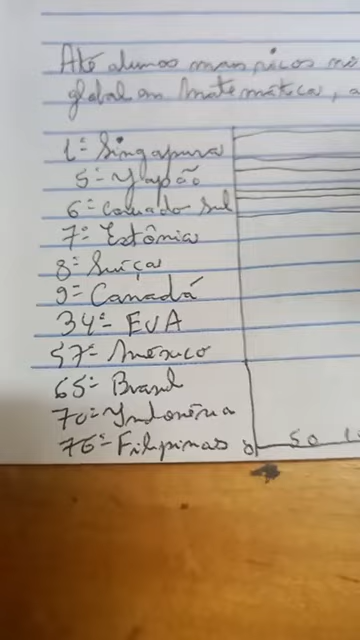 Até alunos mais ricos
global em Matemática, a
1º Singapura
5º Japão
6º Coreia do Sul
7º Estônia
8º Suíça
9º Canadá
34º EUA
57º México
65º Brasil
70º Indonésia
76º Filipinas
0 50